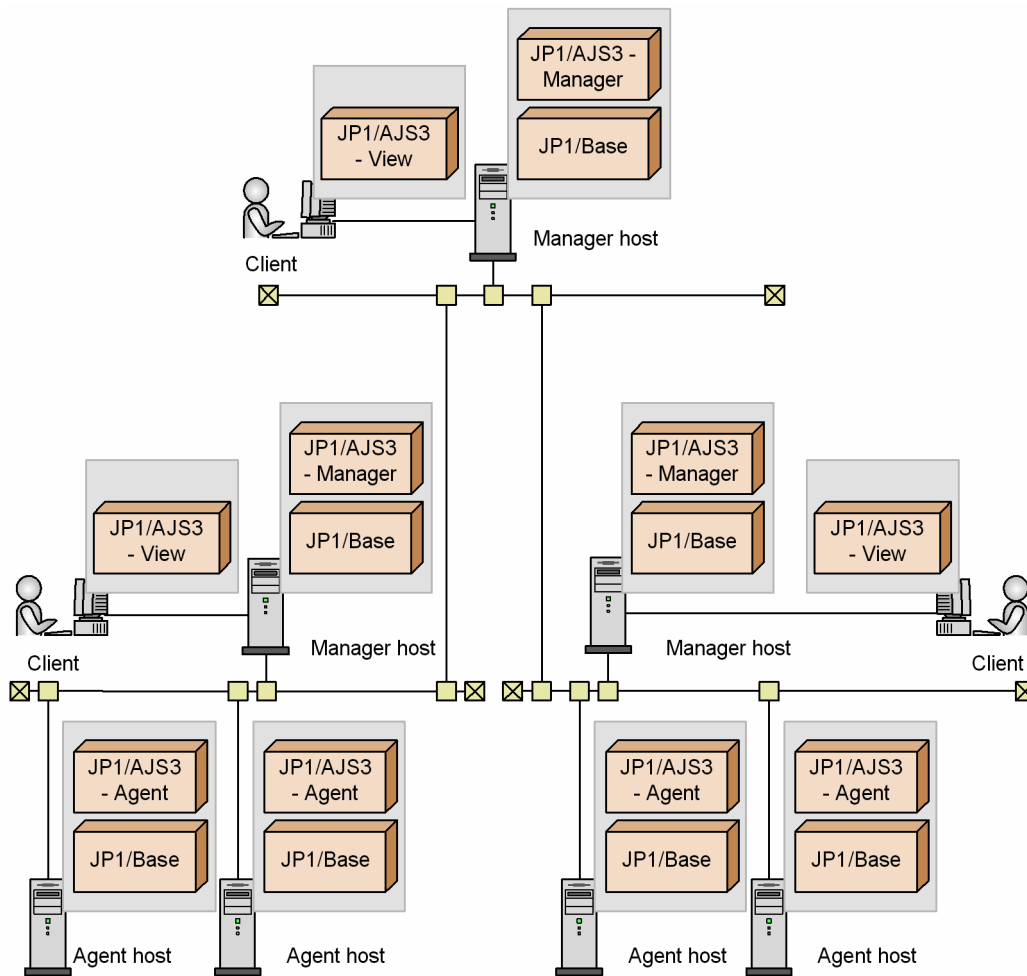 JP1/AJS3 -
Manager
JP1/AJS3
- View
JP1/Base
Manager host
Client
JP1/AJS3
- Manager
JP1/Base
JP1/AJS3
- View
Manager host
Client
JP1/AJS3
- Manager
JP1/Base
JP1/AJS3
- View
Manager host
Client
JP1/AJS3
- Agent
JP1/Base
Agent host
JP1/AJS3
- Agent
JP1/Base
Agent host
JP1/AJS3
- Agent
JP1/Base
Agent host
JP1/AJS3
- Agent
JP1/Base
Agent host